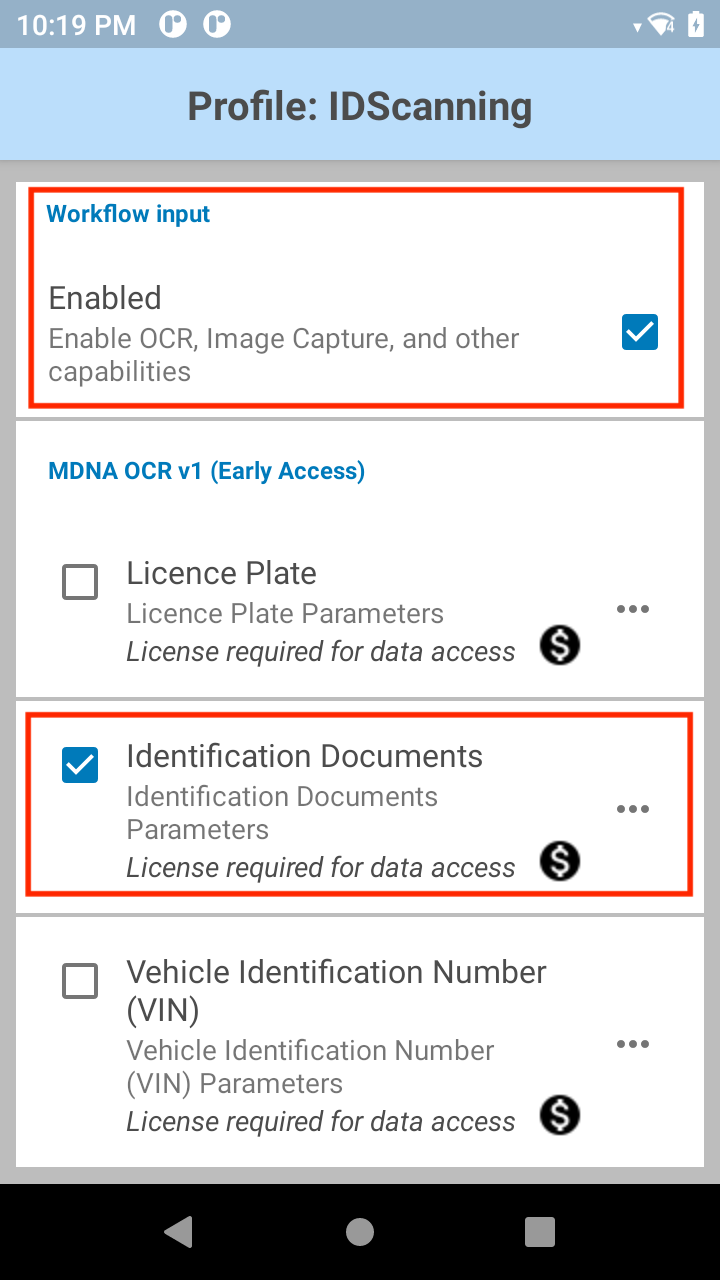 10:19 PM
Profile: IDScanning
Workflow input
Enabled
Enable OCR, Image Capture, and other
capabilities
MDNA OCR v1 (Early Access)
Licence Plate
Licence Plate Parameters
License required for data access
Identification Documents
Identification Documents
Parameters
License required for data access
Vehicle Identification Number
(VIN)
Vehicle Identification Number
(VIN) Parameters
License required for data access